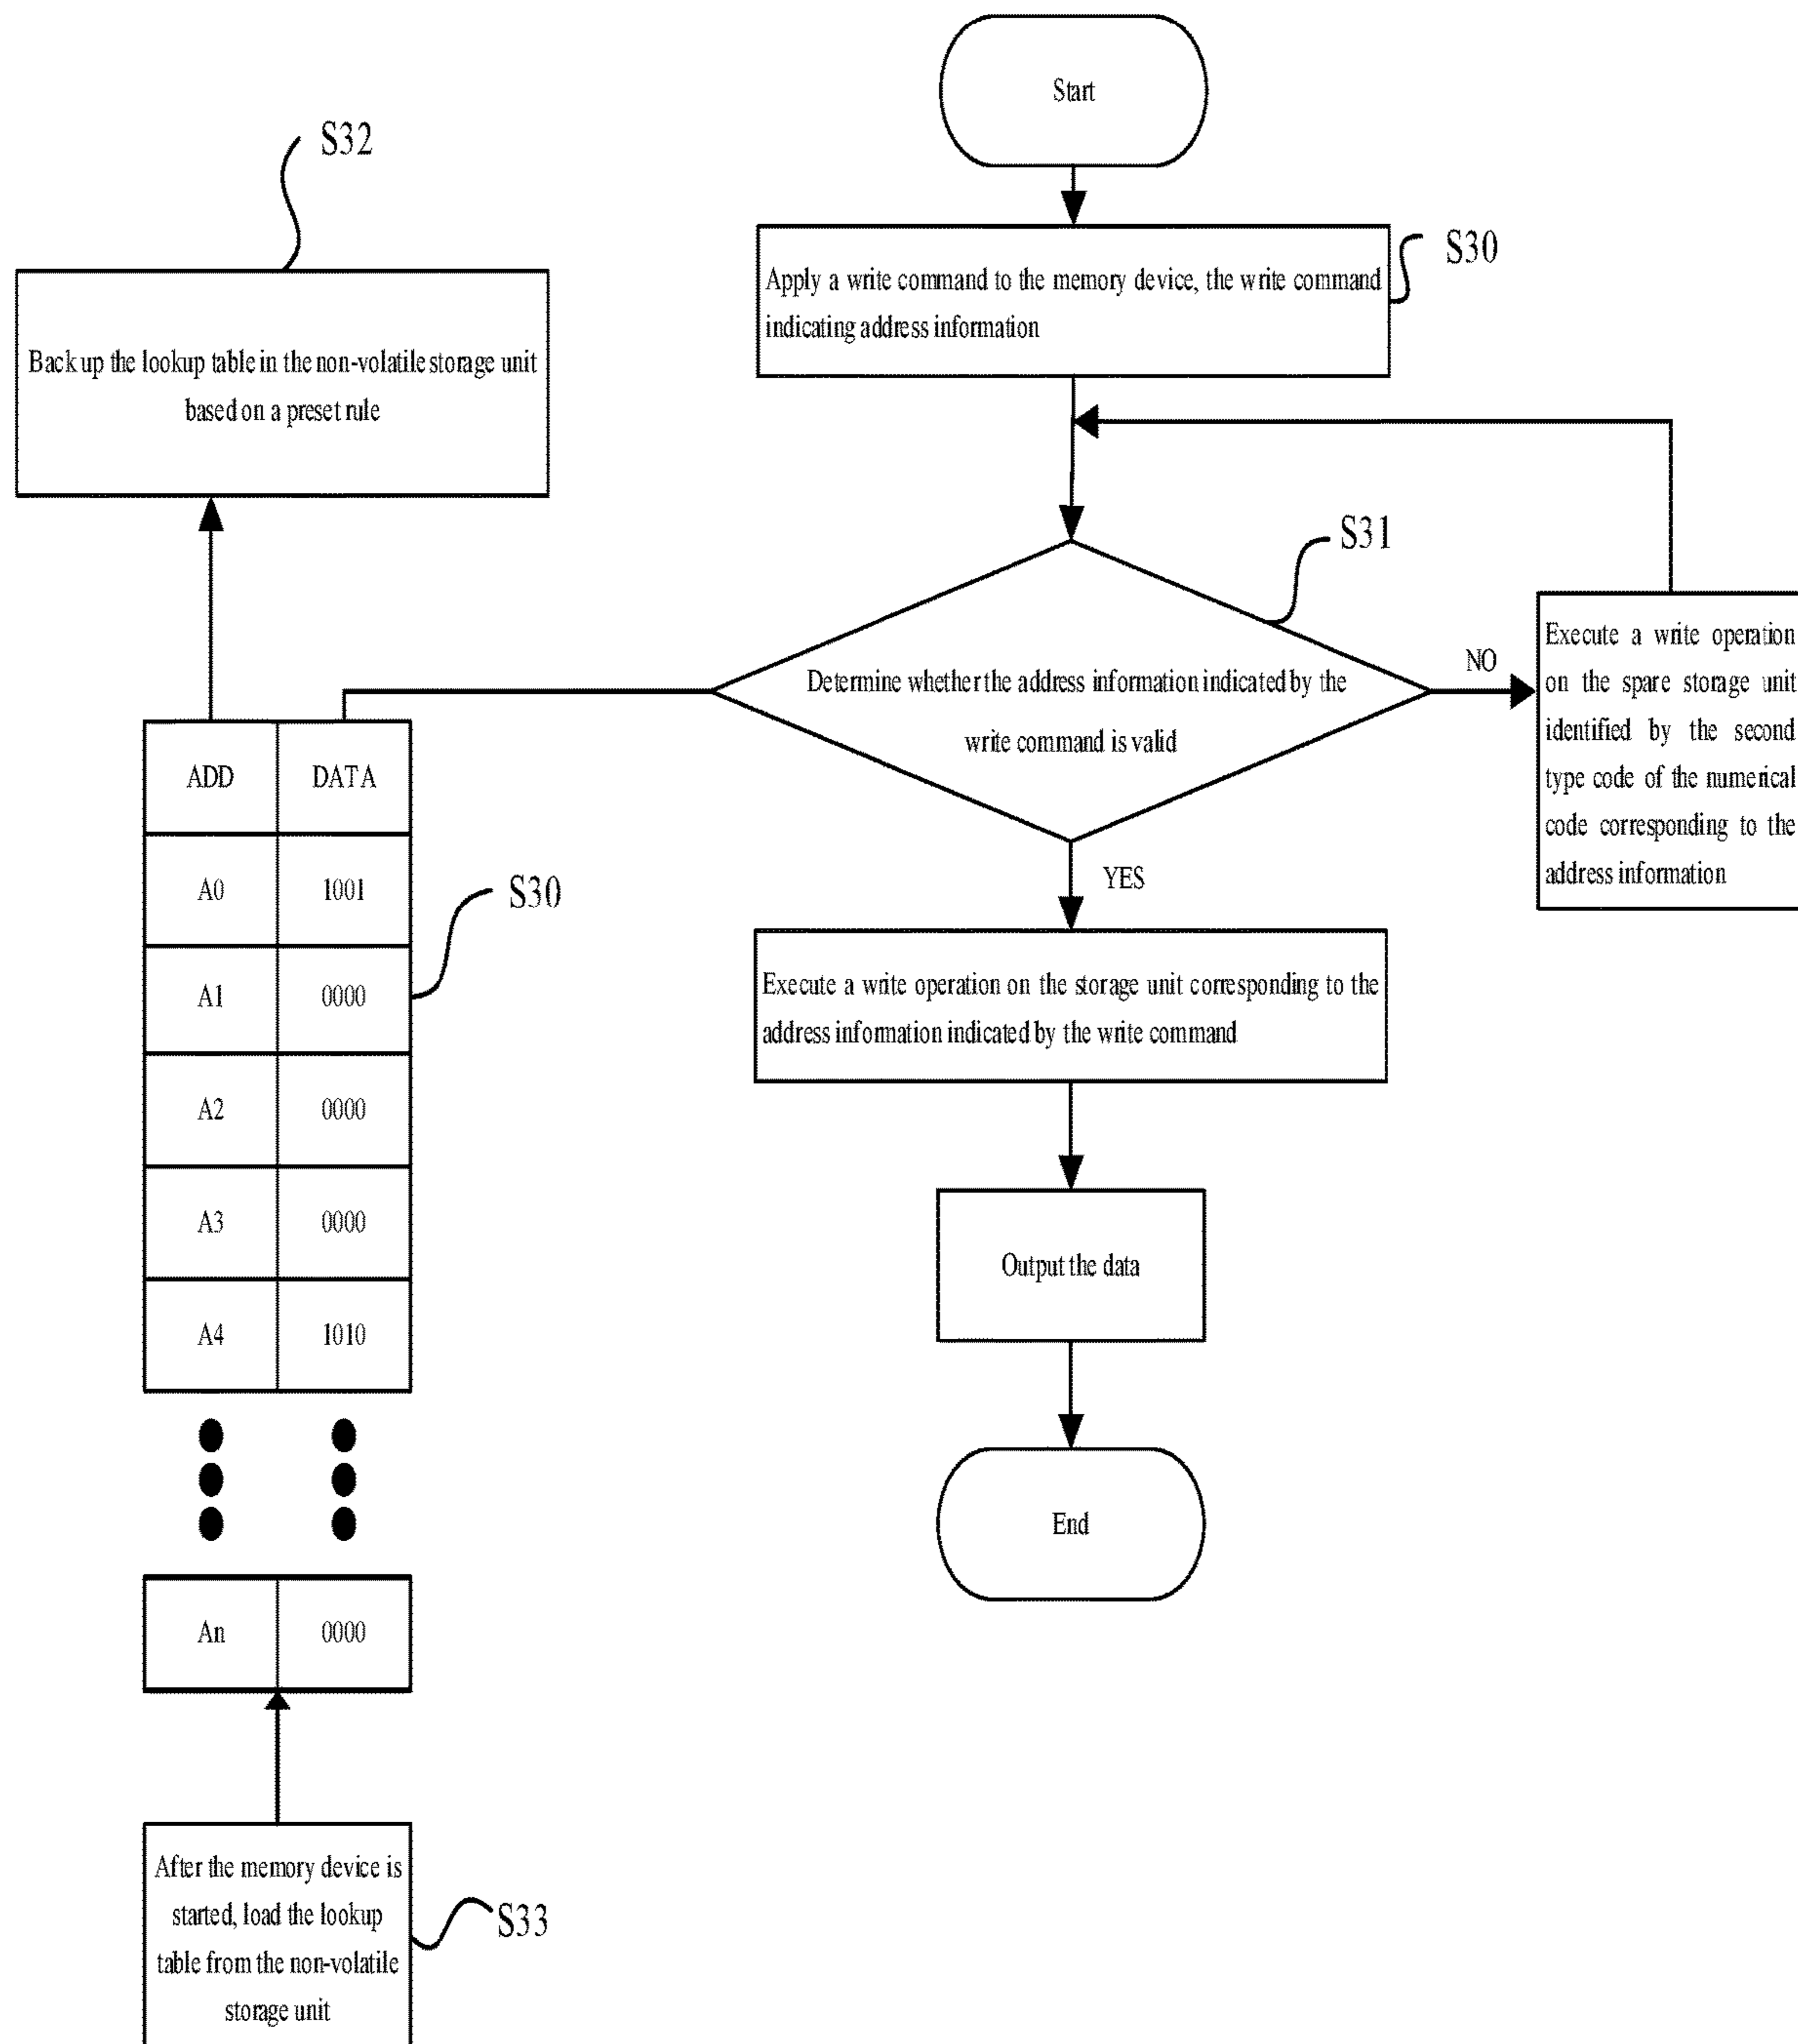 Start
S32
S30
Apply a write command to the memory device, the write command
indicating address information
Back up the lookup table in the non-volatile storage unit
based on a preset rule
S31
Determine whether the address information indicated by the
write command is valid
NO
Execute a write operation
on the spare storage unit
identified by the second
type code of the numerical
code corresponding to the
address information
YES
ADD DATA
A0 1001
S30
A1 0000
A2 0000
A3 0000
A4 1010
An 0000
Execute a write operation on the storage unit corresponding to the
address information indicated by the write command
Output the data
End
After the memory device is
started, load the lookup
table from the non-volatile
storage unit
S33